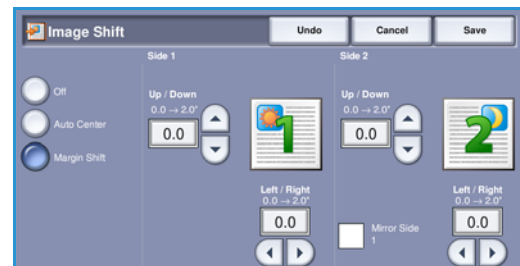 Image Shift
Undo
Cancel
Save
Side 1
Side 2
Off
Auto Center
Margin Shift
Up / Down
0.0 → 2.0"
0.0
1
Left / Right
0.0 → 2.0"
0.0
Up / Down
0.0 → 2.0"
0.0
2
Mirror Side
1
Left / Right
0.0 → 2.0"
0.0